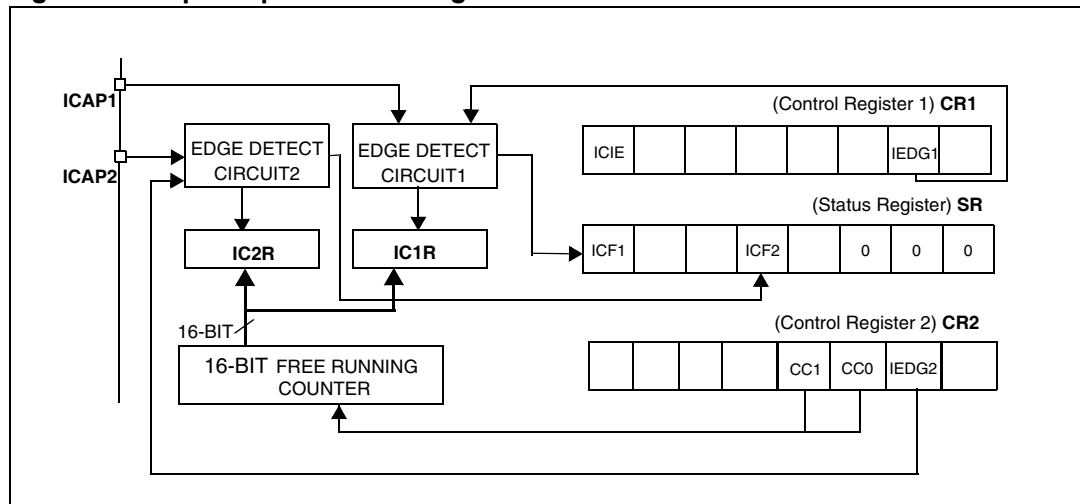 ICAP1
ICAP2
EDGE DETECT
CIRCUIT2
EDGE DETECT
CIRCUIT1
IC2R
IC1R
16-BIT
16-BIT FREE RUNNING
COUNTER
(Control Register 1) CR1
ICIE IEDG1
(Status Register) SR
ICF1 ICF2 0 0 0
(Control Register 2) CR2
CC1 CC0 IEDG2